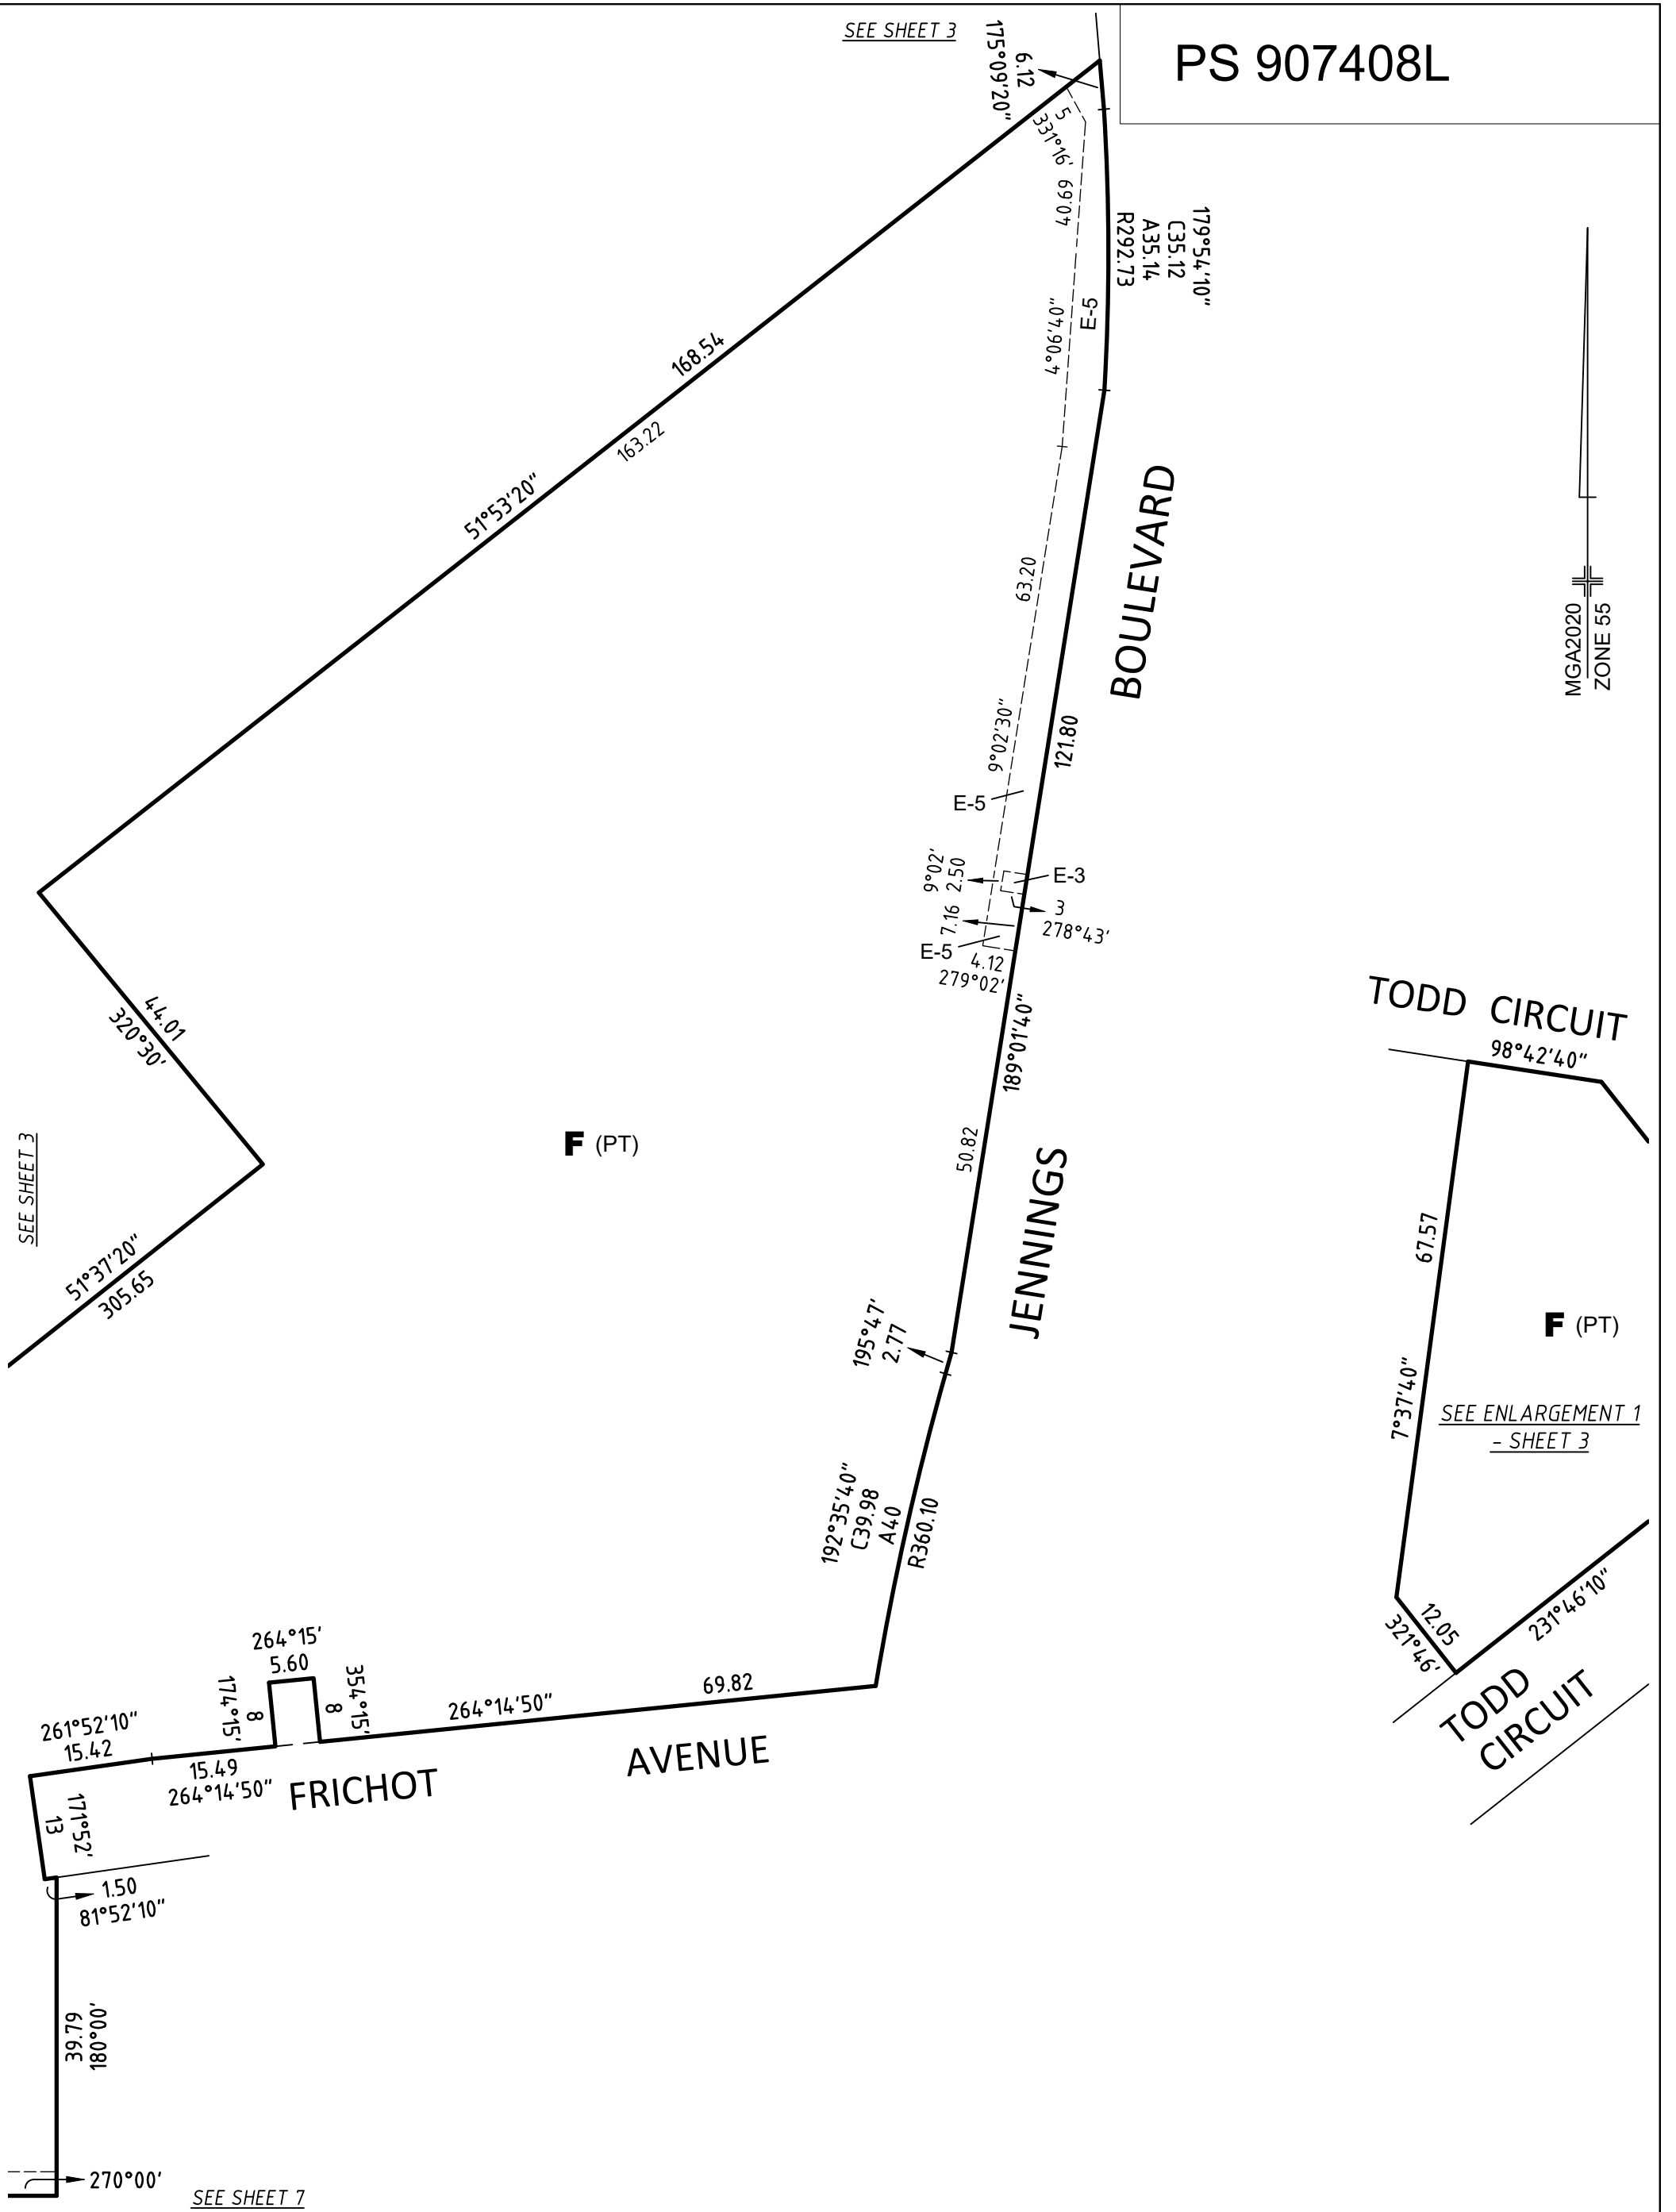 SEE SHEET 3
PS 907408L
175°09'20"
6.12
5
331°16'
40.69
4°06'40"
E-5
179°54'10"
C35.12
A35.14
R292.73
168.54
163.22
51°53'20"
MGA2020
ZONE 55
BOULEVARD
63.20
9°02'30"
121.80
E-5
9°02'
2.50
E-3
3
278°43'
7.16
E-5
4.12
279°02'
189°01'40"
50.82
JENNINGS
44.01
320°30'
SEE SHEET 3
51°37'20"
305.65
F (PT)
TODD CIRCUIT
98°42'40"
67.57
7°37'40"
F (PT)
SEE ENLARGEMENT 1
- SHEET 3
12.05
321°46'
231°46'10"
TODD
CIRCUIT
195°47'
2.77
192°35'40"
C39.98
A40
R360.10
264°15'
5.60
174°15'
8
354°15'
8
264°14'50"
69.82
261°52'10"
15.42
15.49
264°14'50"
FRICHOT AVENUE
171°52'
13
1.50
81°52'10"
39.79
180°00'
270°00'
SEE SHEET 7